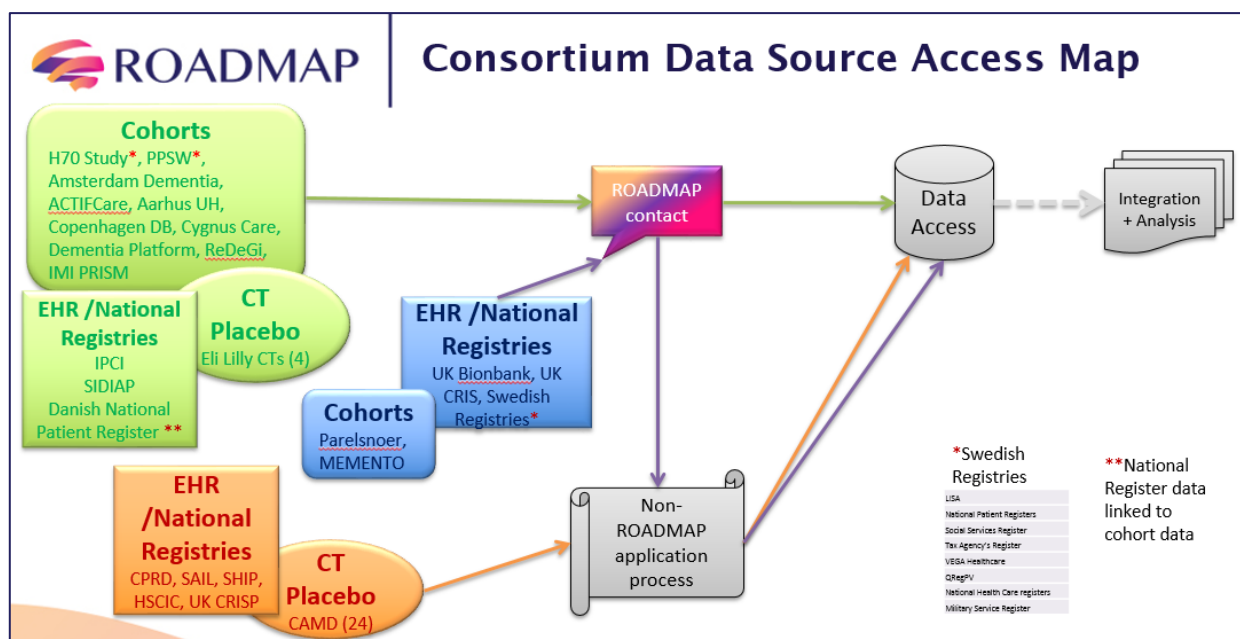 ROADMAP
Consortium Data Source Access Map
Cohorts
H70 Study*, PPSW*,
Amsterdam Dementia,
ACTIFCare, Aarhus UH,
Copenhagen DB, Cygnus Care,
Dementia Platform, ReDeGi,
IMI PRISM
EHR /National
Registries
IPCI
SIDIAP
Danish National
Patient Register **
CT
Placebo
Eli Lilly CTs (4)
EHR /National
Registries
UK Bionbank, UK
CRIS, Swedish
Registries*
Cohorts
Parelsnoer,
MEMENTO
EHR
/National
Registries
CPRD, SAIL, SHIP,
HSCIC, UK CRISP
CT
Placebo
CAMD (24)
ROADMAP
contact
Non-
ROADMAP
application
process
Data
Access
Integration
+ Analysis
*Swedish
Registries
LISA
National Patient Registers
Social Services Register
Tax Agency's Register
VEGA Healthcare
QRegPV
National Health Care registers
Military Service Register
**National
Register data
linked to
cohort data